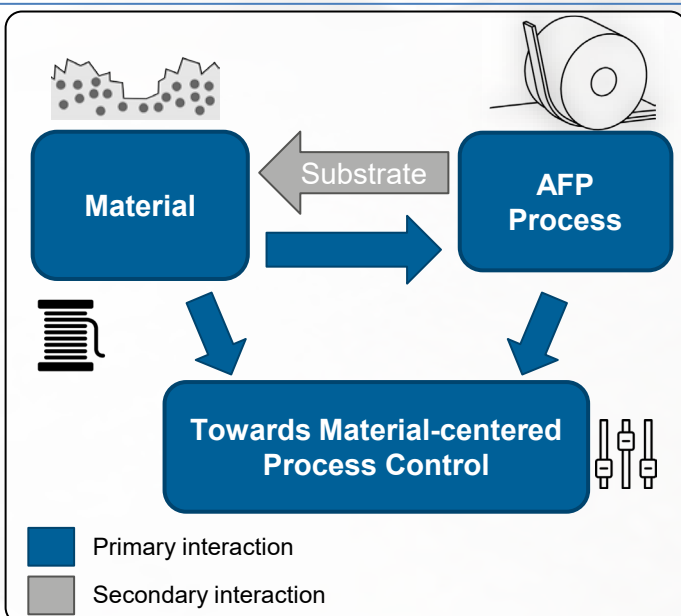 Substrate
Material
AFP
Process
Towards Material-centered
Process Control
Primary interaction
Secondary interaction